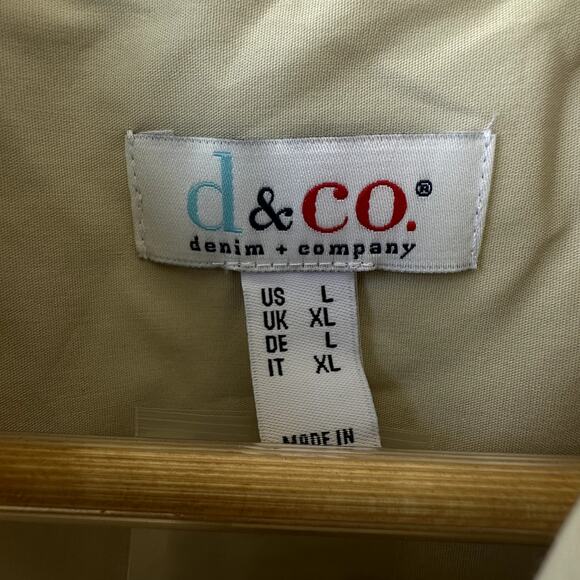 d&co.®
denim + company
US L
UK XL
DE L
IT XL
MADE IN